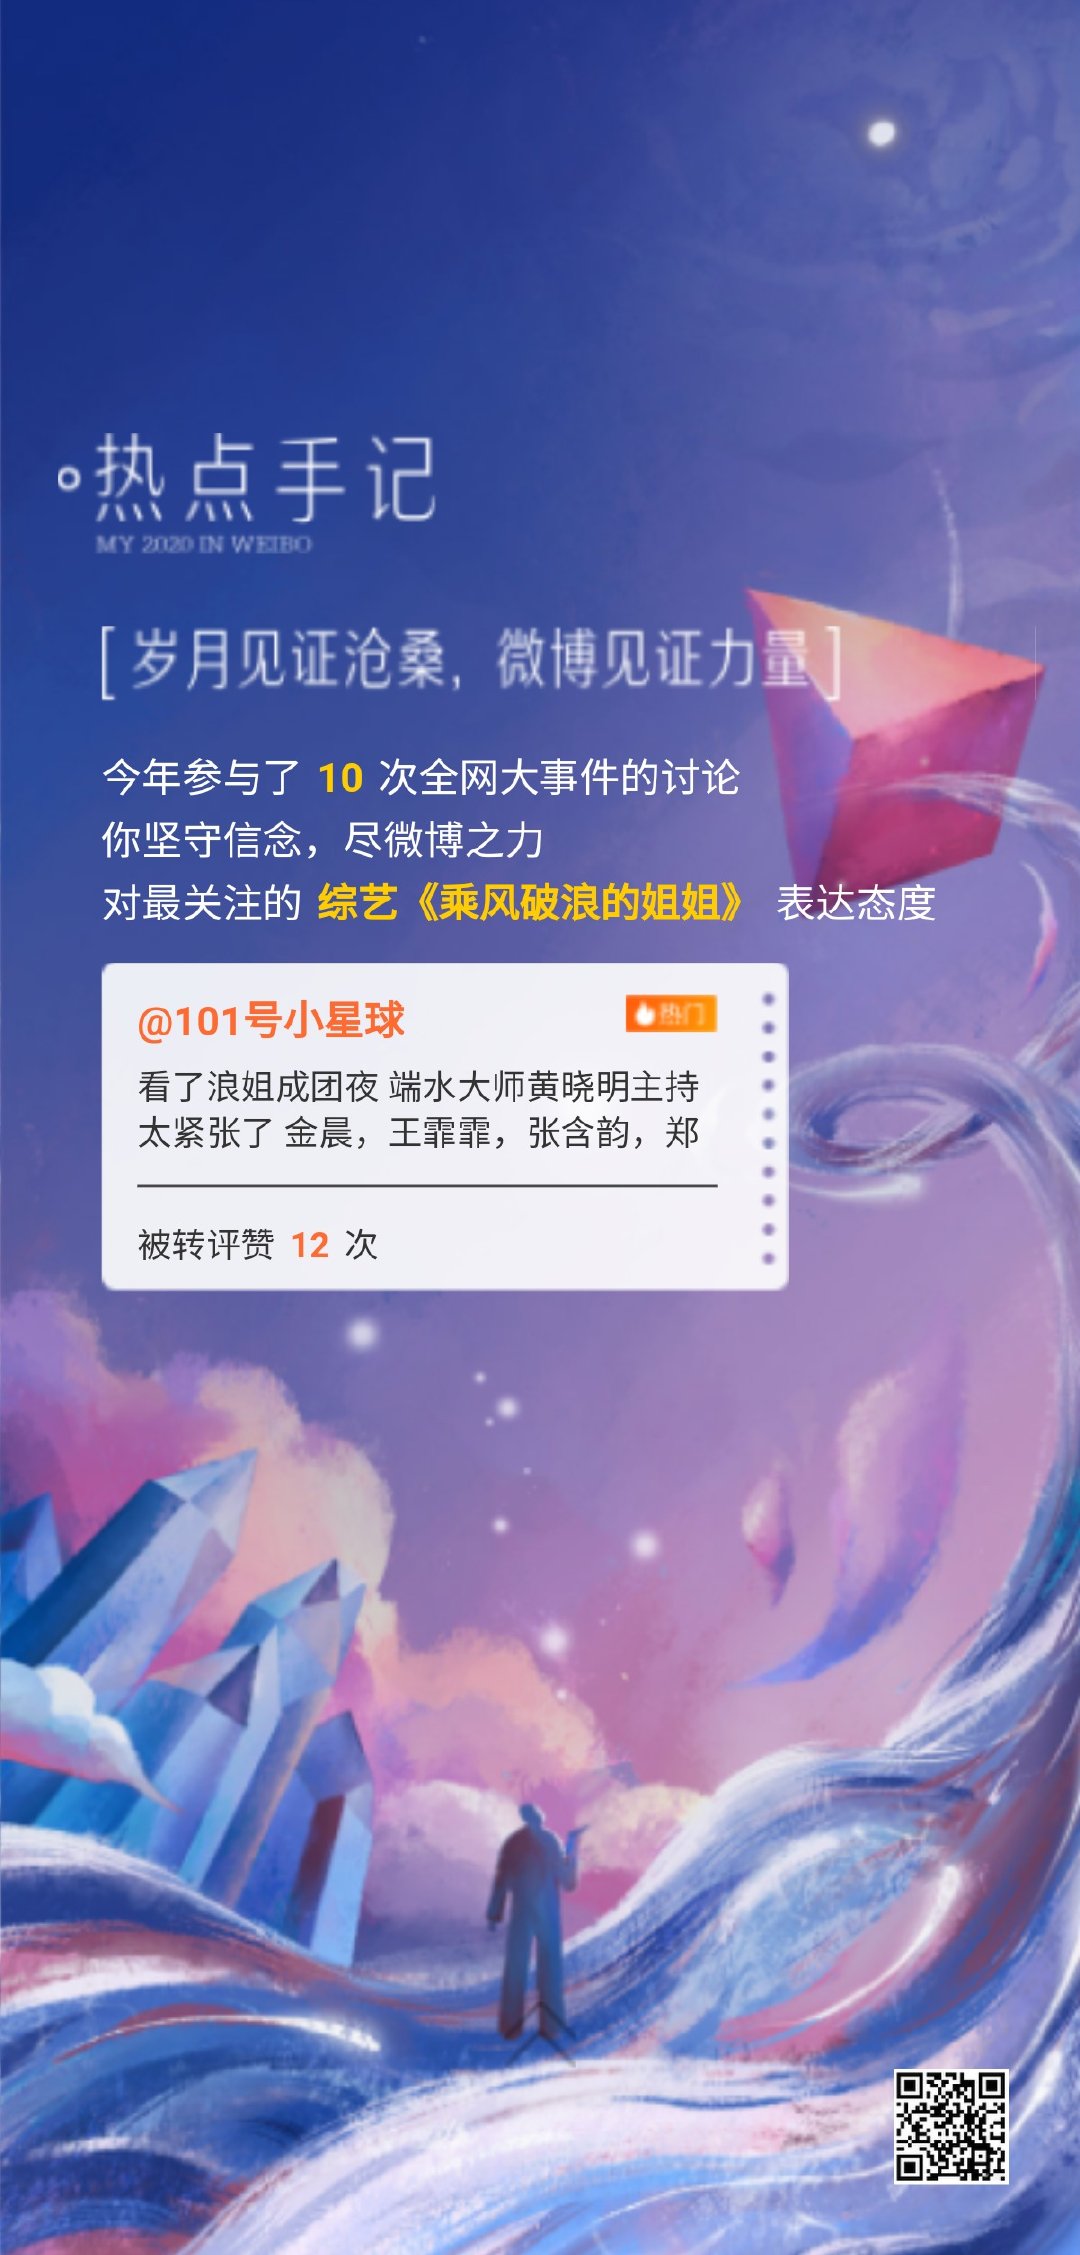 热点手记
MY 2020 IN WEIBO
[岁月见证沧桑，微博见证力量]
今年参与了 10 次全网大事件的讨论
你坚守信念，尽微博之力
对最关注的 综艺《乘风破浪的姐姐》 表达态度
@101号小星球
热门
看了浪姐成团夜 端水大师黄晓明主持
太紧张了 金晨，王霏霏，张含韵，郑
被转评赞 12 次